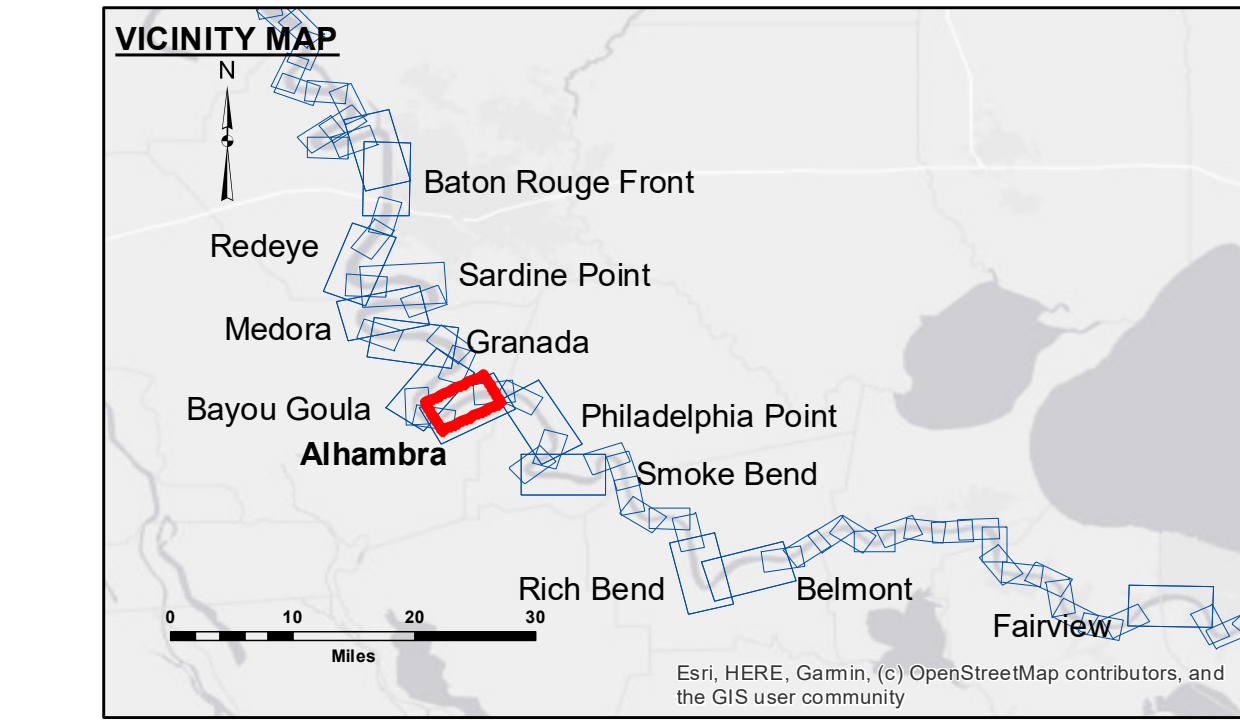 VICINITY MAP
N
Baton Rouge Front
Redeye
Sardine Point
Medora
Granada
Bayou Goula
Philadelphia Point
Alhambra
Smoke Bend
Rich Bend
Belmont
Fairview
0 10 20 30
Miles
Esri, HERE, Garmin, (c) OpenStreetMap contributors, and
the GIS user community